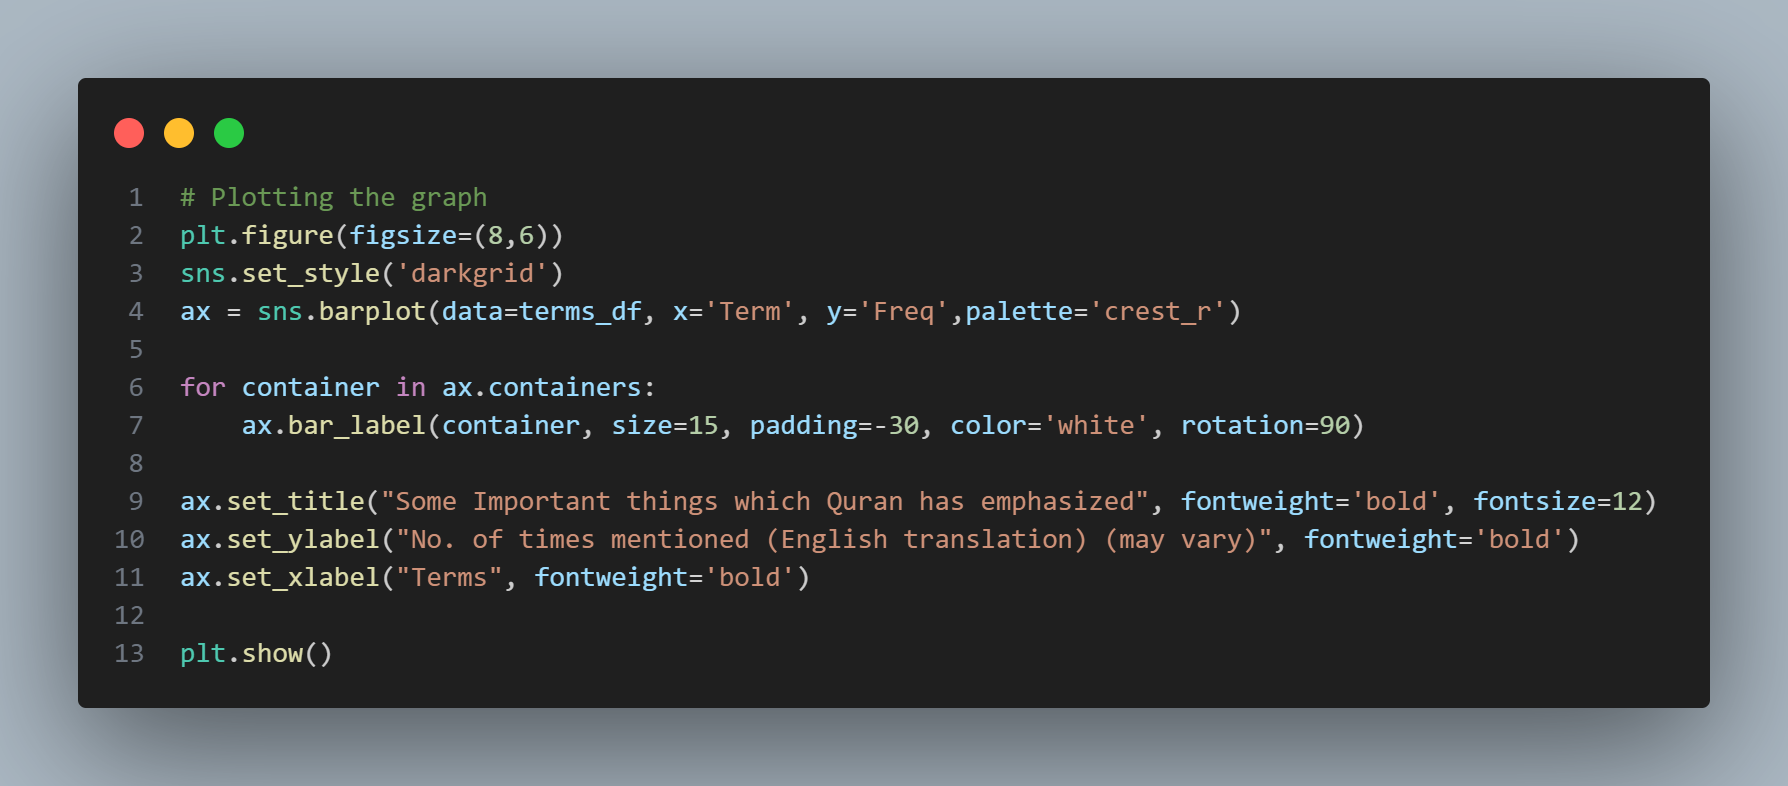 1 # Plotting the graph
2 plt.figure(figsize=(8,6))
3 sns.set_style('darkgrid')
4 ax = sns.barplot(data=terms_df, x='Term', y='Freq',palette='crest_r')
5
6 for container in ax.containers:
7     ax.bar_label(container, size=15, padding=-30, color='white', rotation=90)
8
9 ax.set_title("Some Important things which Quran has emphasized", fontweight='bold', fontsize=12)
10 ax.set_ylabel("No. of times mentioned (English translation) (may vary)", fontweight='bold')
11 ax.set_xlabel("Terms", fontweight='bold')
12
13 plt.show()